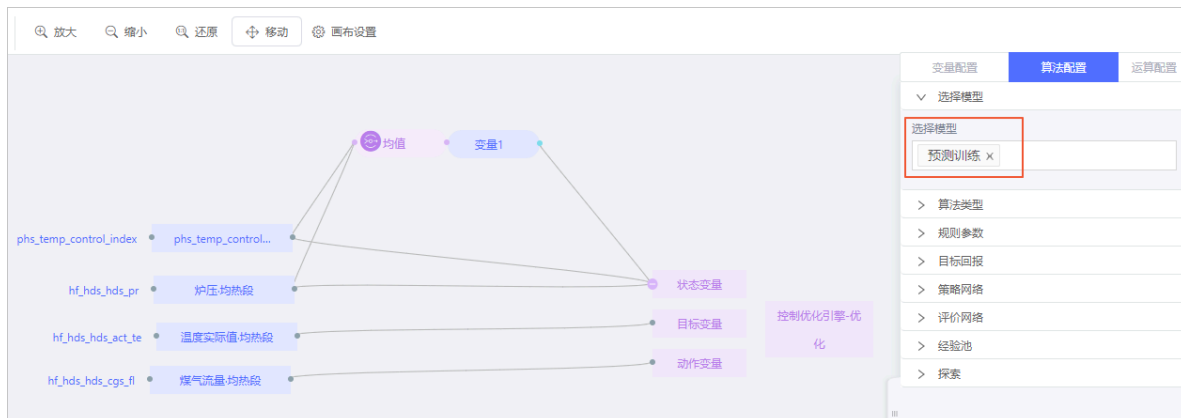 放大 缩小 还原 移动 画布设置
变量配置 算法配置 运算配置
选择模型
选择模型
预测训练 ×
算法类型
规则参数
目标回报
策略网络
评价网络
经验池
探索
均值 变量1
phs_temp_control_index phs_temp_control...
hf_hds_hds_pr 炉压·均热段
hf_hds_hds_act_te 温度实际值·均热段
hf_hds_hds_cgs_fl 煤气流量·均热段
状态变量
目标变量
动作变量
控制优化引擎-优
化